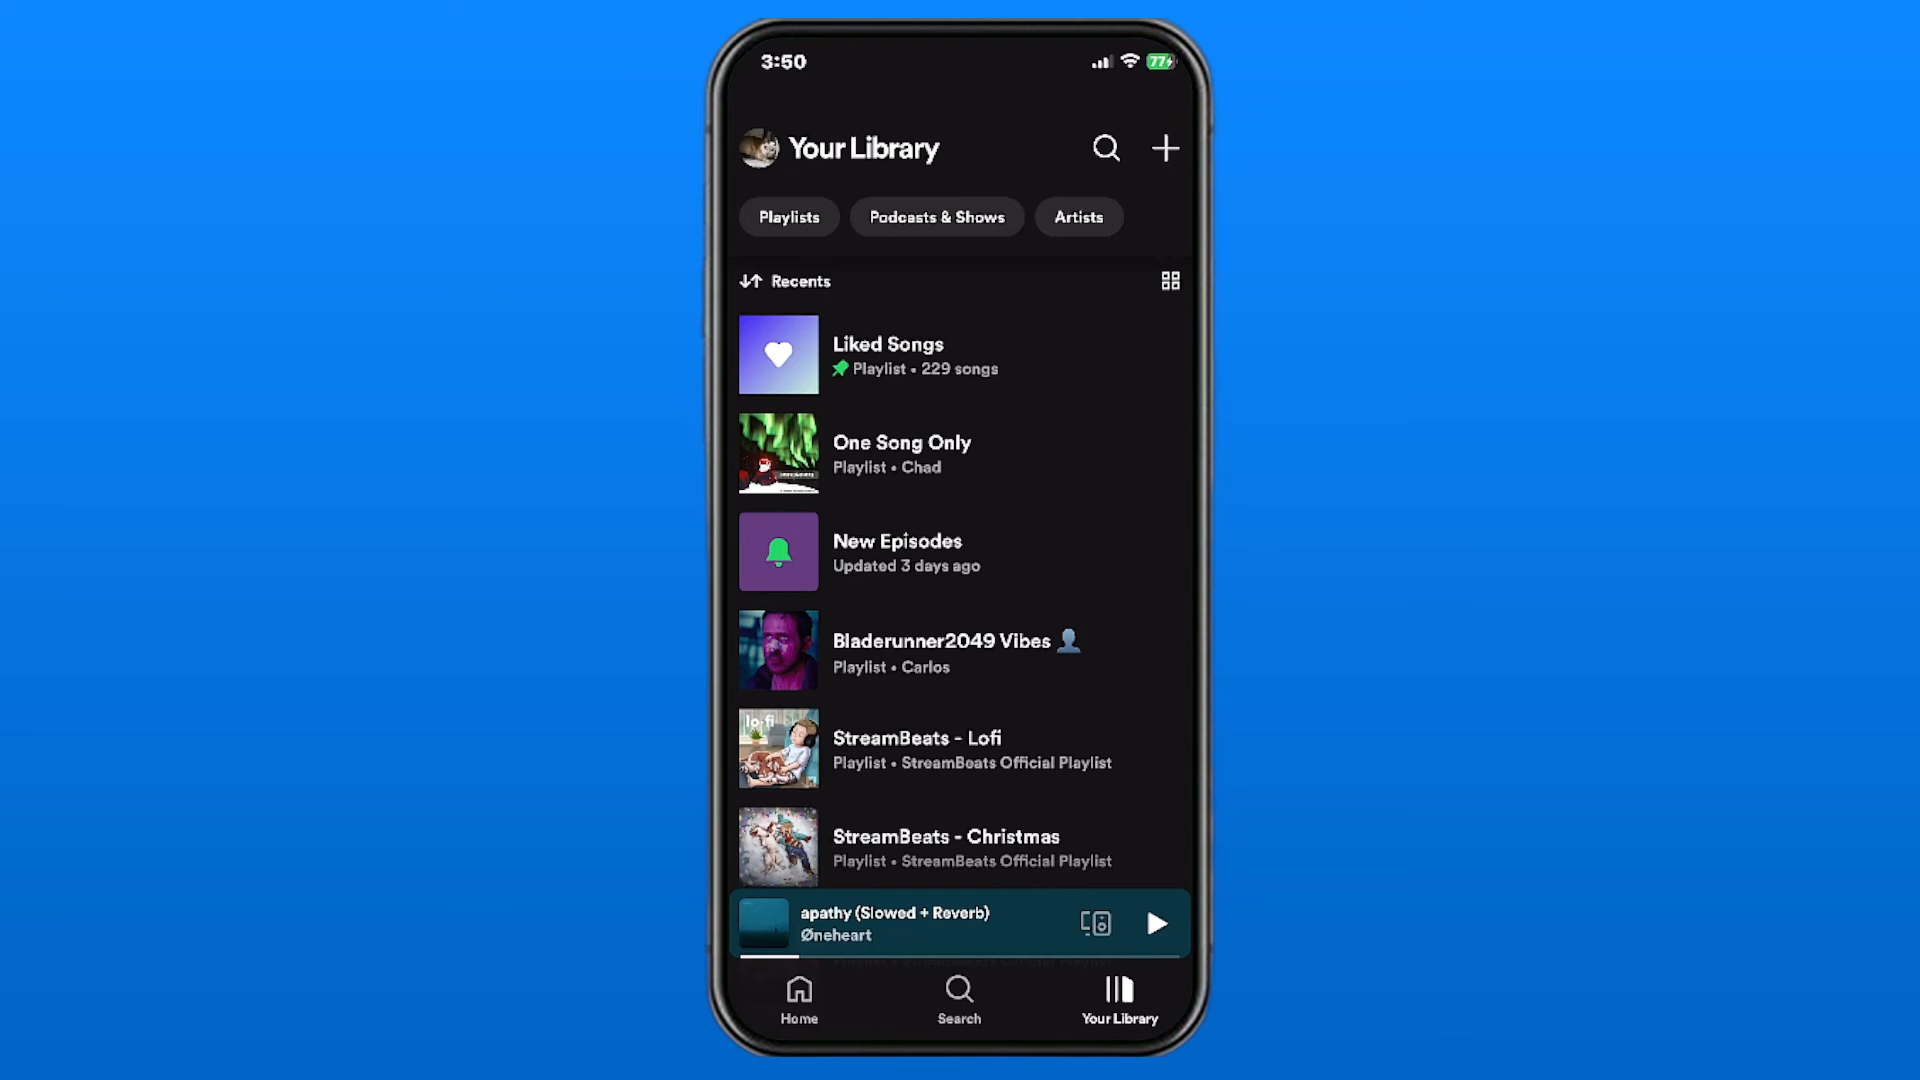 3:50
77
Your Library
Playlists
Podcasts & Shows
Artists
Recents
Liked Songs
Playlist • 229 songs
One Song Only
Playlist • Chad
New Episodes
Updated 3 days ago
Bladerunner2049 Vibes 👤
Playlist • Carlos
lo-fi
StreamBeats - Lofi
Playlist • StreamBeats Official Playlist
StreamBeats - Christmas
Playlist • StreamBeats Official Playlist
apathy (Slowed + Reverb)
Øneheart
Home
Search
Your Library